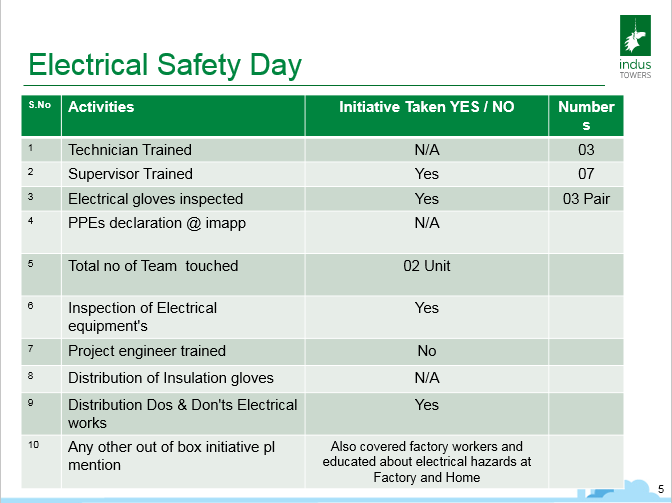 indus
TOWERS
Electrical Safety Day
S.No Activities Initiative Taken YES / NO Number
s
1 Technician Trained N/A 03
2 Supervisor Trained Yes 07
3 Electrical gloves inspected Yes 03 Pair
4 PPEs declaration @ imapp N/A
5 Total no of Team touched 02 Unit
6 Inspection of Electrical Yes
equipment's
7 Project engineer trained No
8 Distribution of Insulation gloves N/A
9 Distribution Dos & Don'ts Electrical Yes
works
10 Any other out of box initiative pl Also covered factory workers and
mention educated about electrical hazards at
Factory and Home
5